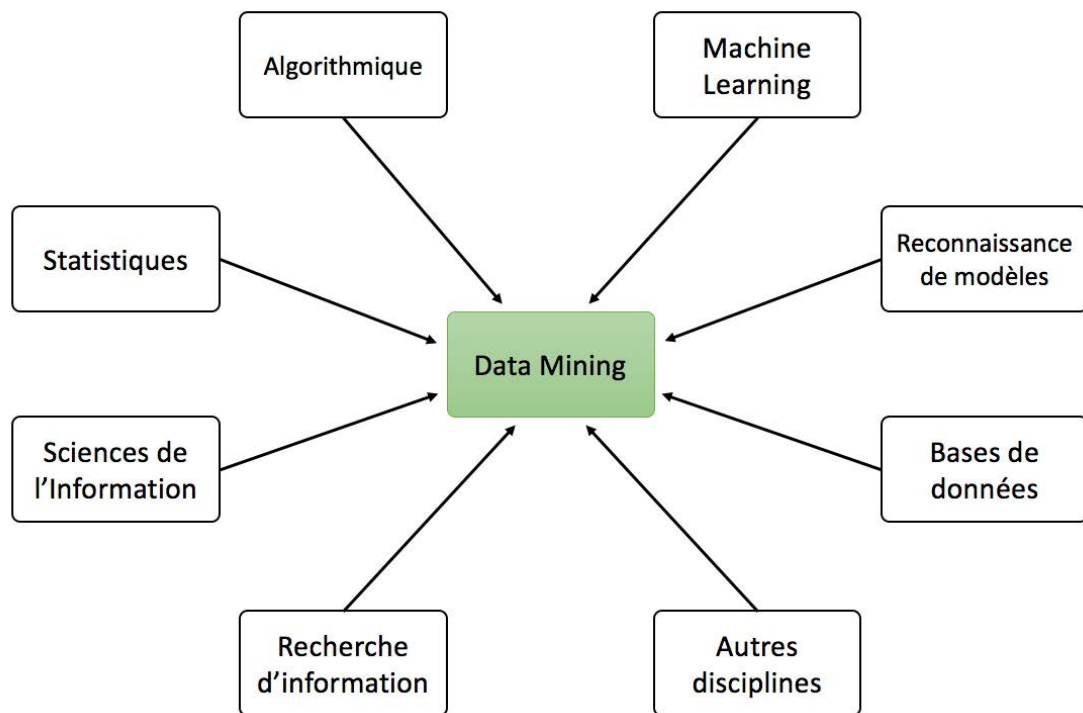 Algorithmique
Machine
Learning
Statistiques
Reconnaissance
de modèles
Data Mining
Sciences de
l’Information
Bases de
données
Recherche
d’information
Autres
disciplines